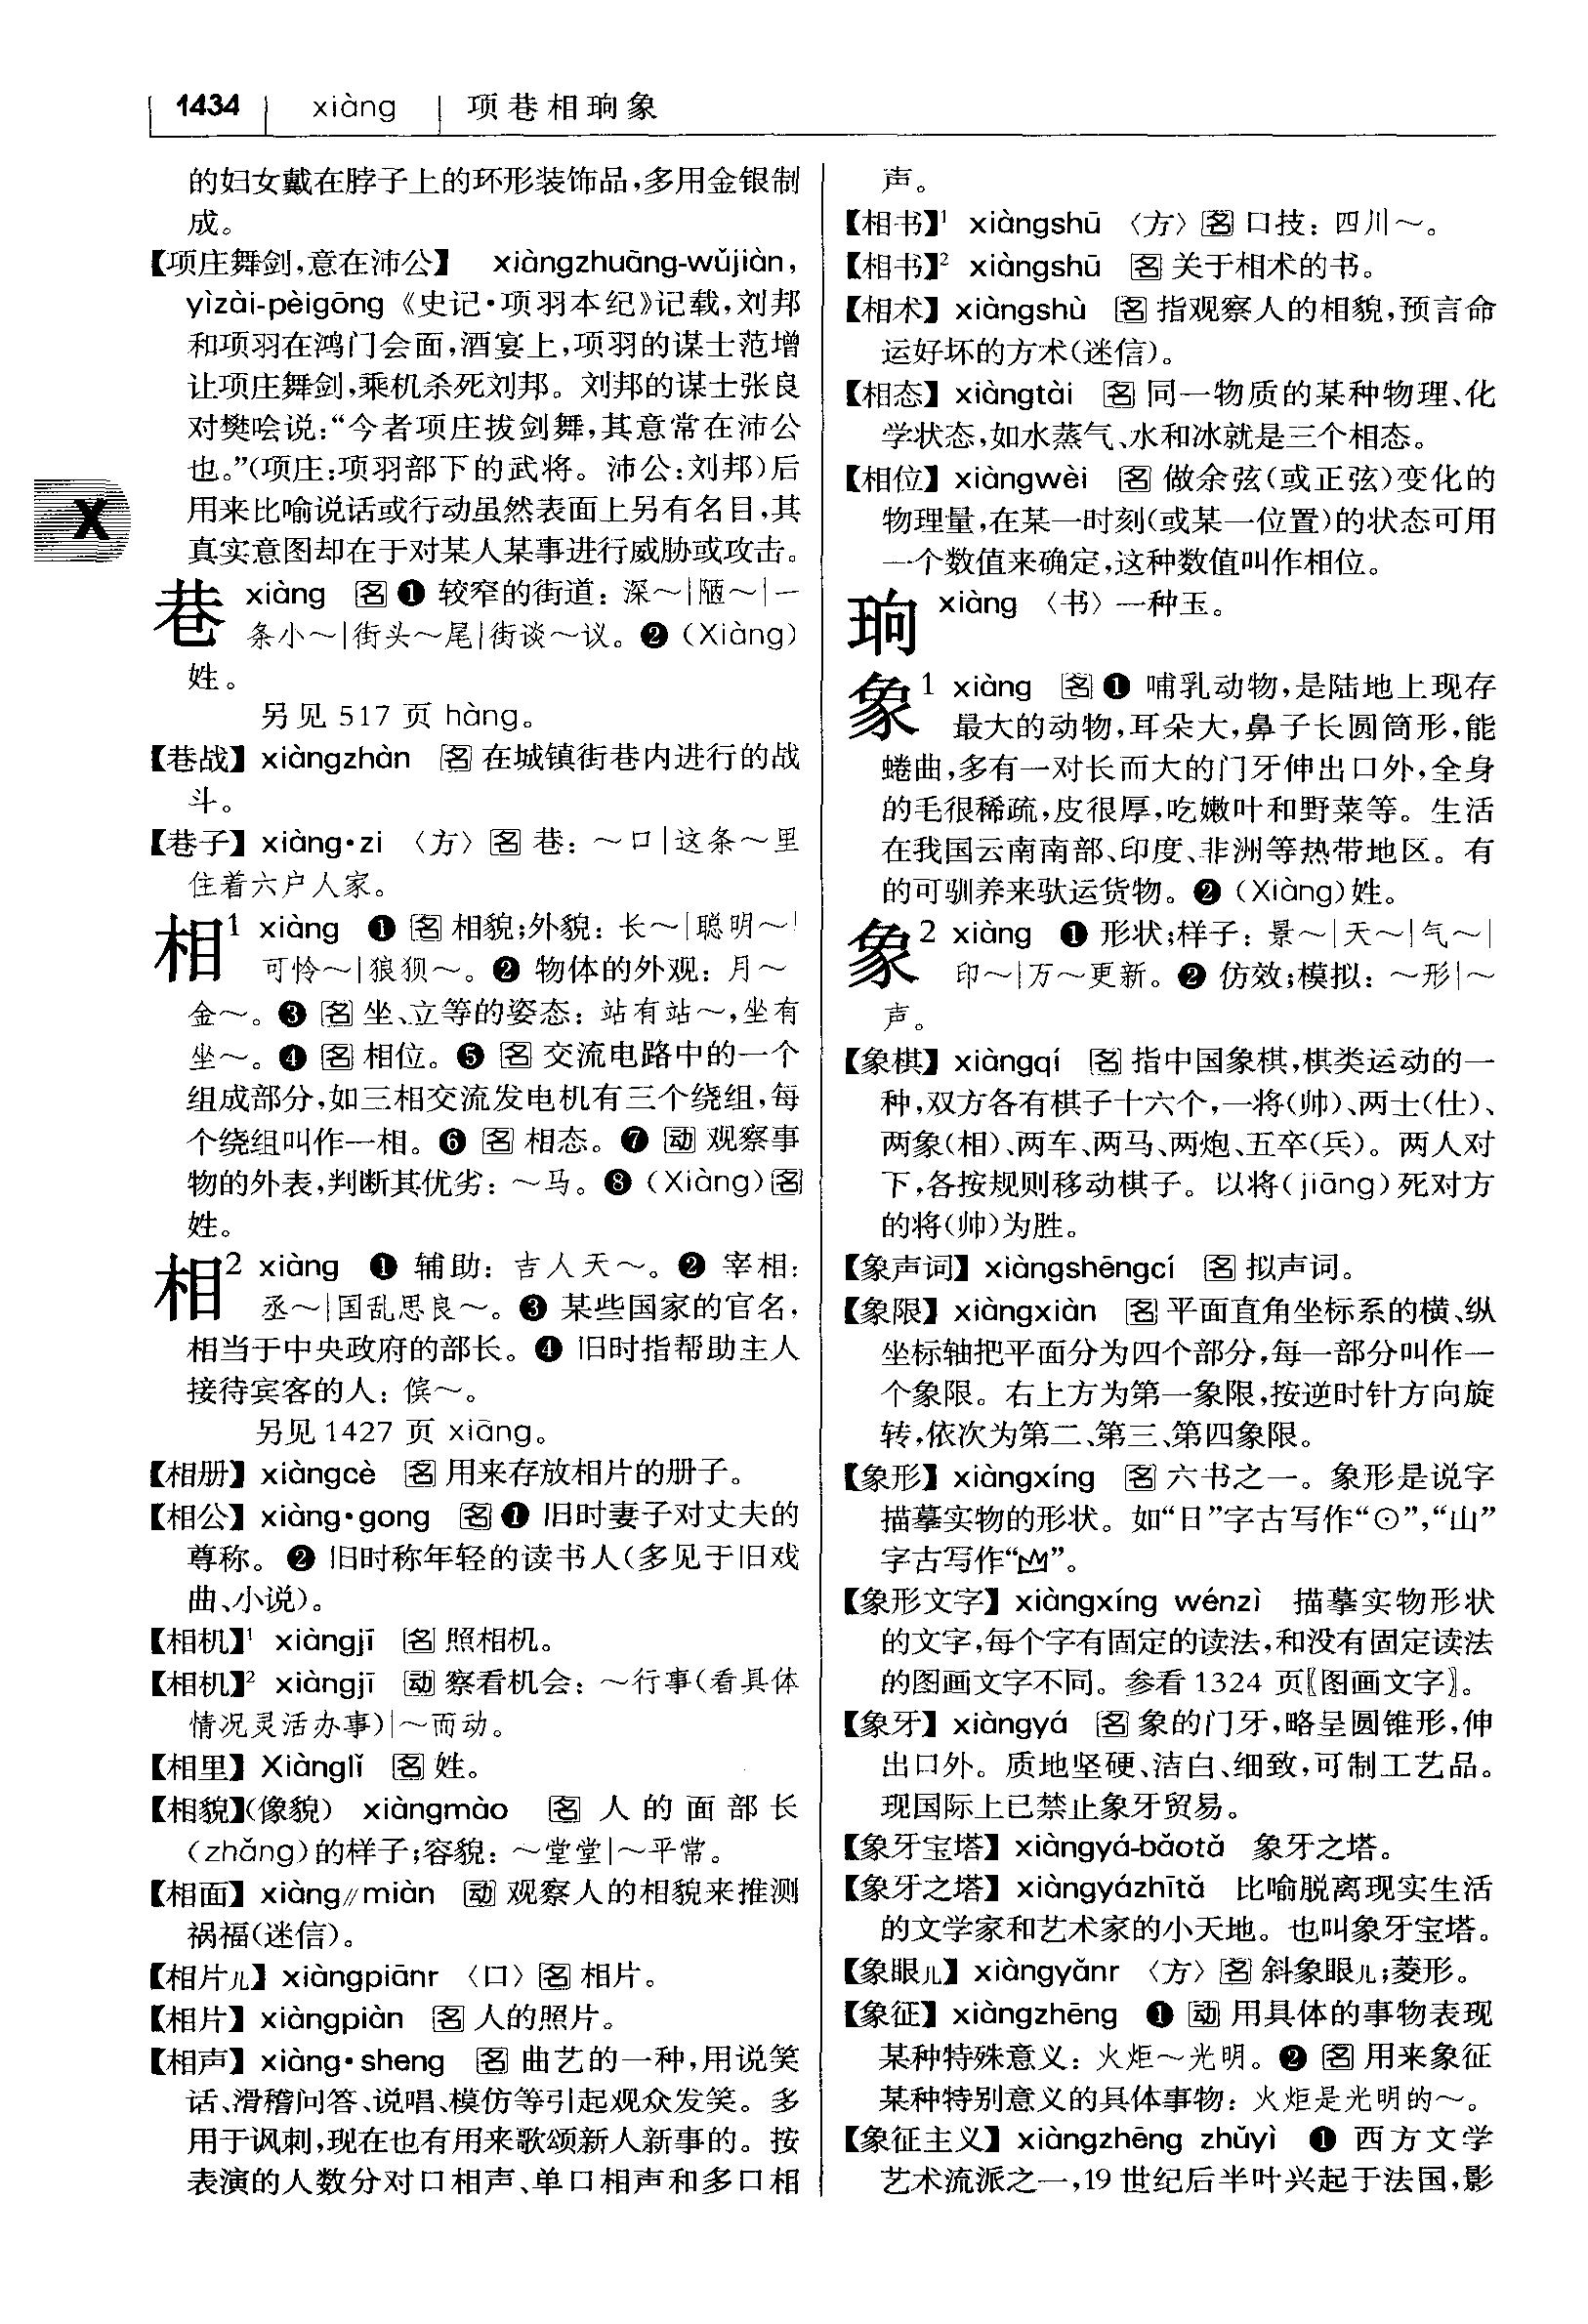 1434 xiàng 项巷相珦象
的妇女戴在脖子上的环形装饰品,多用金银制
成。
【项庄舞剑,意在沛公】 xiàngzhuāng-wǔjiàn,
yìzài-pèigōng《史记·项羽本纪》记载,刘邦
和项羽在鸿门会面,酒宴上,项羽的谋士范增
让项庄舞剑,乘机杀死刘邦。刘邦的谋士张良
对樊哙说:“今者项庄拔剑舞,其意常在沛公
也。”(项庄:项羽部下的武将。沛公:刘邦)后
用来比喻说话或行动虽然表面上另有名目,其
真实意图却在于对某人某事进行威胁或攻击。
巷 xiàng 名❶ 较窄的街道:深～|陋～|一
条小～|街头～尾|街谈～议。❷(Xiàng)
姓。
另见 517 页 hàng。
【巷战】xiàngzhàn 名 在城镇街巷内进行的战
斗。
【巷子】xiàng·zi 〈方〉名 巷:～口|这条～里
住着六户人家。
相1 xiàng ❶ 名 相貌;外貌:长～|聪明～|
可怜～|狼狈～。❷ 物体的外观:月～
金～。❸ 名 坐、立等的姿态:站有站～,坐有
坐～。❹ 名 相位。❺ 名 交流电路中的一个
组成部分,如三相交流发电机有三个绕组,每
个绕组叫作一相。❻ 名 相态。❼ 动 观察事
物的外表,判断其优劣:～马。❽(Xiàng)名
姓。
相2 xiàng ❶ 辅助:吉人天～。❷ 宰相:
丞～|国乱思良～。❸ 某些国家的官名,
相当于中央政府的部长。❹ 旧时指帮助主人
接待宾客的人:傧～。
另见 1427 页 xiāng。
【相册】xiàngcè 名 用来存放相片的册子。
【相公】xiàng·gong 名❶ 旧时妻子对丈夫的
尊称。❷ 旧时称年轻的读书人(多见于旧戏
曲、小说)。
【相机】1 xiàngjī 名 照相机。
【相机】2 xiàngjī 动 察看机会:～行事(看具体
情况灵活办事)|～而动。
【相里】Xiànglǐ 名 姓。
【相貌】(像貌) xiàngmào 名 人的面部长
(zhǎng)的样子;容貌:～堂堂|～平常。
【相面】xiàng//miàn 动 观察人的相貌来推测
祸福(迷信)。
【相片儿】xiàngpiānr 〈口〉名 相片。
【相片】xiàngpiàn 名 人的照片。
【相声】xiàng·sheng 名 曲艺的一种,用说笑
话、滑稽问答、说唱、模仿等引起观众发笑。多
用于讽刺,现在也有用来歌颂新人新事的。按
表演的人数分对口相声、单口相声和多口相
X
声。
【相书】1 xiàngshū 〈方〉名 口技:四川～。
【相书】2 xiàngshū 名 关于相术的书。
【相术】xiàngshù 名 指观察人的相貌,预言命
运好坏的方术(迷信)。
【相态】xiàngtài 名 同一物质的某种物理、化
学状态,如水蒸气、水和冰就是三个相态。
【相位】xiàngwèi 名 做余弦(或正弦)变化的
物理量,在某一时刻(或某一位置)的状态可用
一个数值来确定,这种数值叫作相位。
珦 xiàng 〈书〉一种玉。
象1 xiàng 名❶ 哺乳动物,是陆地上现存
最大的动物,耳朵大,鼻子长圆筒形,能
蜷曲,多有一对长而大的门牙伸出口外,全身
的毛很稀疏,皮很厚,吃嫩叶和野菜等。生活
在我国云南南部、印度、非洲等热带地区。有
的可驯养来驮运货物。❷(Xiàng)姓。
象2 xiàng ❶ 形状;样子:景～|天～|气～|
印～|万～更新。❷ 仿效;模拟:～形|～
声。
【象棋】xiàngqí 名 指中国象棋,棋类运动的一
种,双方各有棋子十六个,一将(帅)、两士(仕)、
两象(相)、两车、两马、两炮、五卒(兵)。两人对
下,各按规则移动棋子。以将(jiāng)死对方
的将(帅)为胜。
【象声词】xiàngshēngcí 名 拟声词。
【象限】xiàngxiàn 名 平面直角坐标系的横、纵
坐标轴把平面分为四个部分,每一部分叫作一
个象限。右上方为第一象限,按逆时针方向旋
转,依次为第二、第三、第四象限。
【象形】xiàngxíng 名 六书之一。象形是说字
描摹实物的形状。如“日”字古写作“⊙”,“山”
字古写作“”。
【象形文字】xiàngxíng wénzì 描摹实物形状
的文字,每个字有固定的读法,和没有固定读法
的图画文字不同。参看 1324 页〖图画文字〗。
【象牙】xiàngyá 名 象的门牙,略呈圆锥形,伸
出口外。质地坚硬、洁白、细致,可制工艺品。
现国际上已禁止象牙贸易。
【象牙宝塔】xiàngyá-bǎotǎ 象牙之塔。
【象牙之塔】xiàngyázhītǎ 比喻脱离现实生活
的文学家和艺术家的小天地。也叫象牙宝塔。
【象眼儿】xiàngyǎnr 〈方〉名 斜象眼儿;菱形。
【象征】xiàngzhēng ❶ 动 用具体的事物表现
某种特殊意义:火炬～光明。❷ 名 用来象征
某种特别意义的具体事物:火炬是光明的～。
【象征主义】xiàngzhēng zhǔyì ❶ 西方文学
艺术流派之一,19 世纪后半叶兴起于法国,影